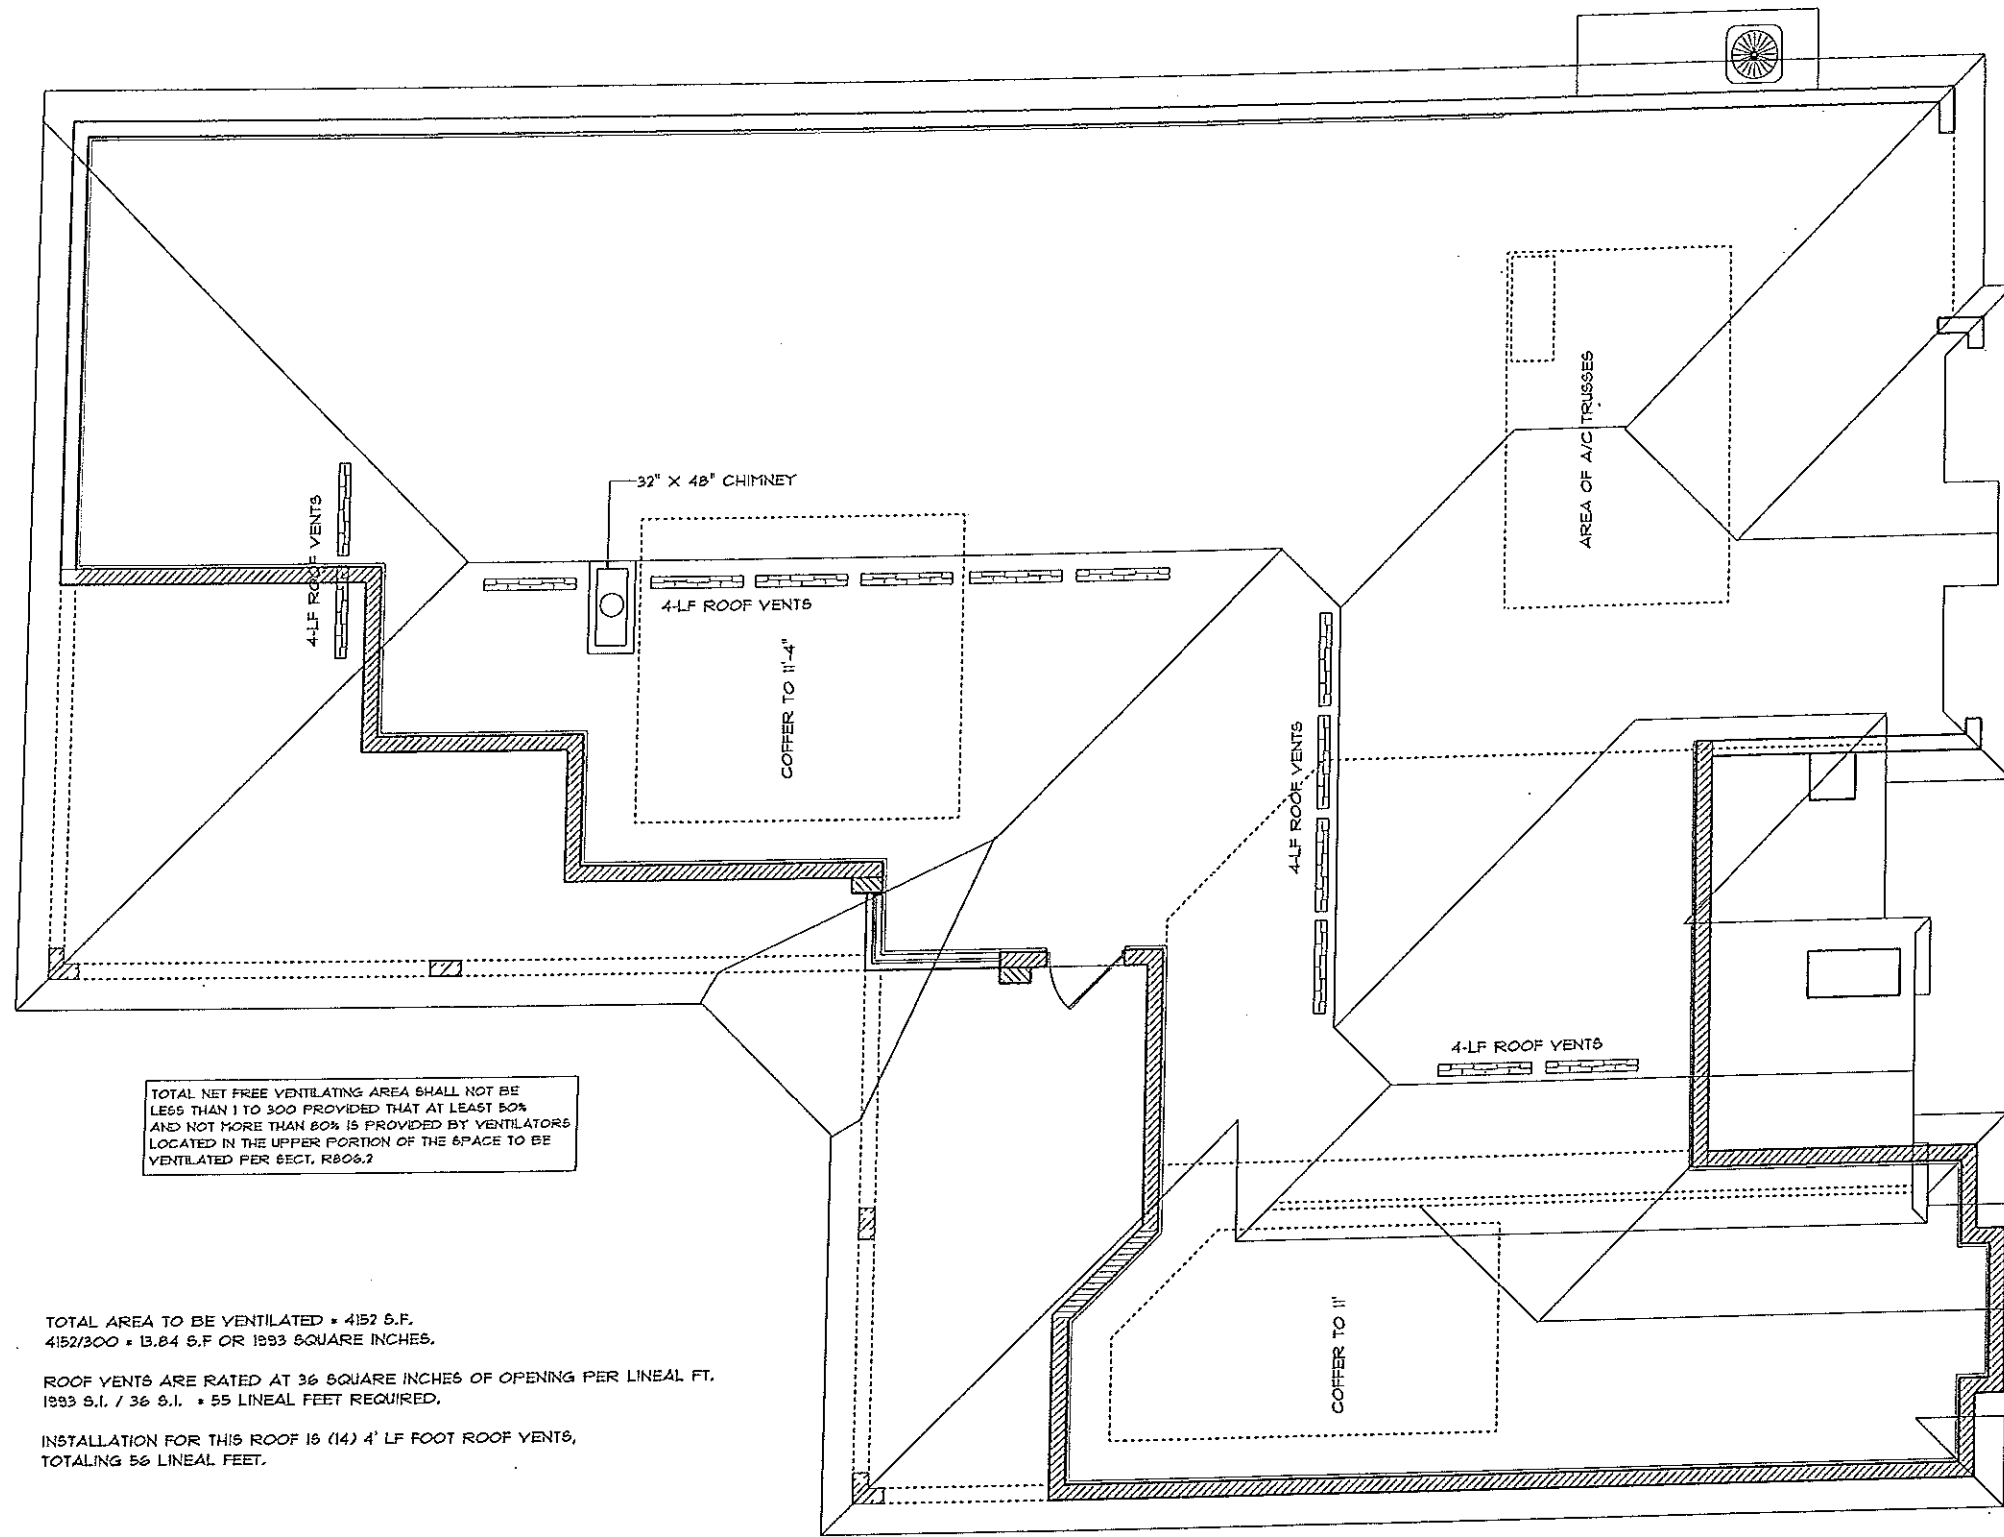 32" X 48" CHIMNEY
4-LF ROOF VENTS
4-LF ROOF VENTS
COFFER TO 11'-4"
AREA OF A/C TRUSSES
4-LF ROOF VENTS
4-LF ROOF VENTS
COFFER TO 11'
TOTAL NET FREE VENTILATING AREA SHALL NOT BE
LESS THAN 1 TO 300 PROVIDED THAT AT LEAST 50%
AND NOT MORE THAN 80% IS PROVIDED BY VENTILATORS
LOCATED IN THE UPPER PORTION OF THE SPACE TO BE
VENTILATED PER SECT. R806.2
TOTAL AREA TO BE VENTILATED = 4152 S.F.
4152/300 = 13.84 S.F OR 1993 SQUARE INCHES.
ROOF VENTS ARE RATED AT 36 SQUARE INCHES OF OPENING PER LINEAL FT.
1993 S.I. / 36 S.I. = 55 LINEAL FEET REQUIRED.
INSTALLATION FOR THIS ROOF IS (14) 4' LF FOOT ROOF VENTS,
TOTALING 56 LINEAL FEET.